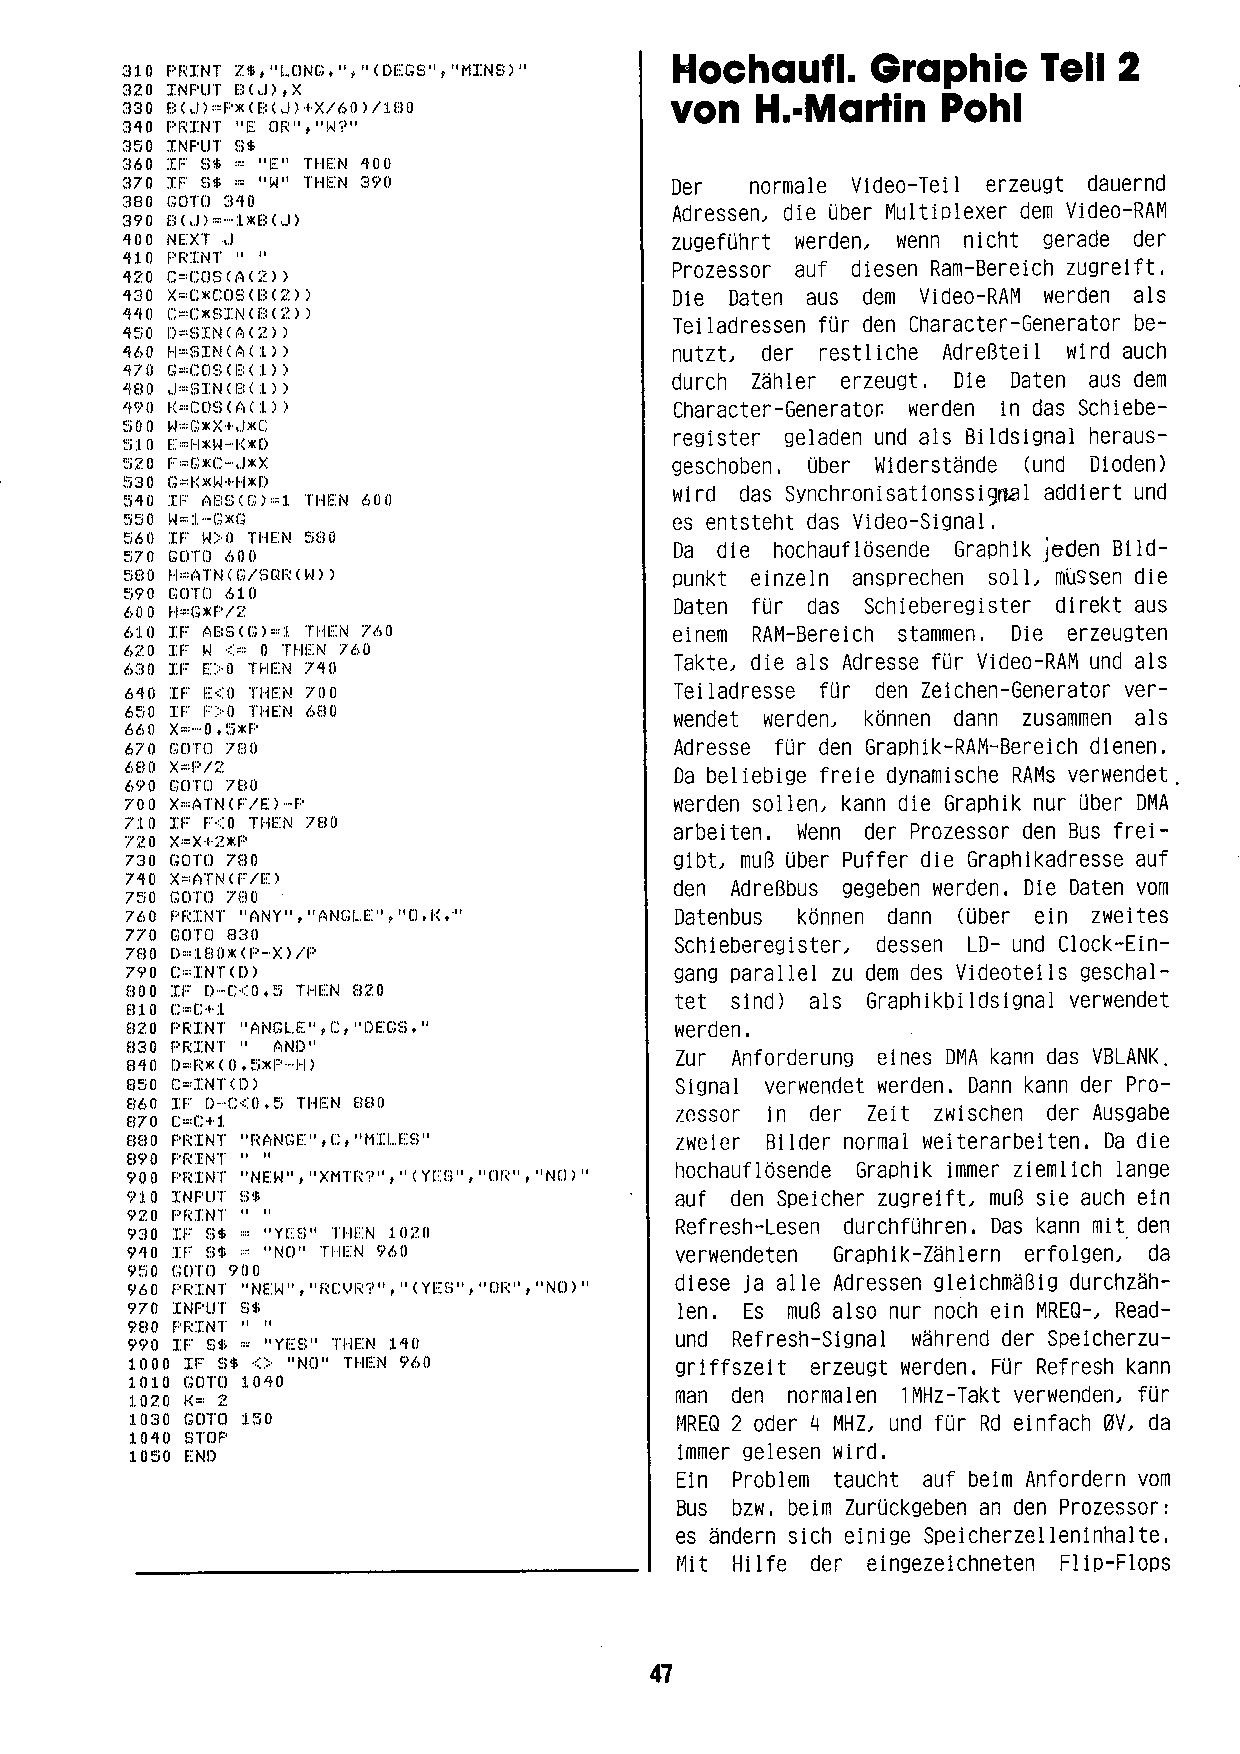 310 PRINT Z$,"LONG.","(DEGS","MINS)"
320 INPUT B(J),X
330 B(J)=P*(B(J)+X/60)/180
340 PRINT "E OR","W?"
350 INPUT S$
360 IF S$ = "E" THEN 400
370 IF S$ = "W" THEN 390
380 GOTO 340
390 B(J)=-1*B(J)
400 NEXT J
410 PRINT " "
420 C=COS(A(2))
430 X=C*COS(B(2))
440 C=C*SIN(B(2))
450 D=SIN(A(2))
460 H=SIN(A(1))
470 G=COS(B(1))
480 J=SIN(B(1))
490 K=COS(A(1))
500 W=G*X+J*C
510 E=H*W-K*D
520 F=G*C-J*X
530 G=K*W+H*D
540 IF ABS(G)=1 THEN 600
550 W=1-G*G
560 IF W>0 THEN 580
570 GOTO 600
580 H=ATN(G/SQR(W))
590 GOTO 610
600 H=G*P/2
610 IF ABS(G)=1 THEN 760
620 IF W <= 0 THEN 760
630 IF E>0 THEN 740
640 IF E<0 THEN 700
650 IF F>0 THEN 680
660 X=-0.5*P
670 GOTO 780
680 X=P/2
690 GOTO 780
700 X=ATN(F/E)-P
710 IF F<0 THEN 780
720 X=X+2*P
730 GOTO 780
740 X=ATN(F/E)
750 GOTO 780
760 PRINT "ANY","ANGLE","O.K."
770 GOTO 830
780 D=180*(P-X)/P
790 C=INT(D)
800 IF D-C<0.5 THEN 820
810 C=C+1
820 PRINT "ANGLE",C,"DEGS."
830 PRINT "  AND"
840 D=R*(0.5*P-H)
850 C=INT(D)
860 IF D-C<0.5 THEN 880
870 C=C+1
880 PRINT "RANGE",C,"MILES"
890 PRINT " "
900 PRINT "NEW","XMTR?","(YES","OR","NO)"
910 INPUT S$
920 PRINT " "
930 IF S$ = "YES" THEN 1020
940 IF S$ = "NO" THEN 960
950 GOTO 900
960 PRINT "NEW","RCVR?","(YES","OR","NO)"
970 INPUT S$
980 PRINT " "
990 IF S$ = "YES" THEN 140
1000 IF S$ <> "NO" THEN 960
1010 GOTO 1040
1020 K= 2
1030 GOTO 150
1040 STOP
1050 END
Hochaufl. Graphic Teil 2
von H.-Martin Pohl
Der normale Video-Teil erzeugt dauernd
Adressen, die über Multiplexer dem Video-RAM
zugeführt werden, wenn nicht gerade der
Prozessor auf diesen Ram-Bereich zugreift.
Die Daten aus dem Video-RAM werden als
Teiladressen für den Character-Generator be-
nutzt, der restliche Adreßteil wird auch
durch Zähler erzeugt. Die Daten aus dem
Character-Generator werden in das Schiebe-
register geladen und als Bildsignal heraus-
geschoben. über Widerstände (und Dioden)
wird das Synchronisationssignal addiert und
es entsteht das Video-Signal.
Da die hochauflösende Graphik jeden Bild-
punkt einzeln ansprechen soll, müssen die
Daten für das Schieberegister direkt aus
einem RAM-Bereich stammen. Die erzeugten
Takte, die als Adresse für Video-RAM und als
Teiladresse für den Zeichen-Generator ver-
wendet werden, können dann zusammen als
Adresse für den Graphik-RAM-Bereich dienen.
Da beliebige freie dynamische RAMs verwendet
werden sollen, kann die Graphik nur über DMA
arbeiten. Wenn der Prozessor den Bus frei-
gibt, muß über Puffer die Graphikadresse auf
den Adreßbus gegeben werden. Die Daten vom
Datenbus können dann (über ein zweites
Schieberegister, dessen LD- und Clock-Ein-
gang parallel zu dem des Videoteils geschal-
tet sind) als Graphikbildsignal verwendet
werden.
Zur Anforderung eines DMA kann das VBLANK.
Signal verwendet werden. Dann kann der Pro-
zessor in der Zeit zwischen der Ausgabe
zweier Bilder normal weiterarbeiten. Da die
hochauflösende Graphik immer ziemlich lange
auf den Speicher zugreift, muß sie auch ein
Refresh-Lesen durchführen. Das kann mit den
verwendeten Graphik-Zählern erfolgen, da
diese ja alle Adressen gleichmäßig durchzäh-
len. Es muß also nur noch ein MREQ-, Read-
und Refresh-Signal während der Speicherzu-
griffszeit erzeugt werden. Für Refresh kann
man den normalen 1MHz-Takt verwenden, für
MREQ 2 oder 4 MHZ, und für Rd einfach ØV, da
immer gelesen wird.
Ein Problem taucht auf beim Anfordern vom
Bus bzw. beim Zurückgeben an den Prozessor:
es ändern sich einige Speicherzelleninhalte.
Mit Hilfe der eingezeichneten Flip-Flops
47